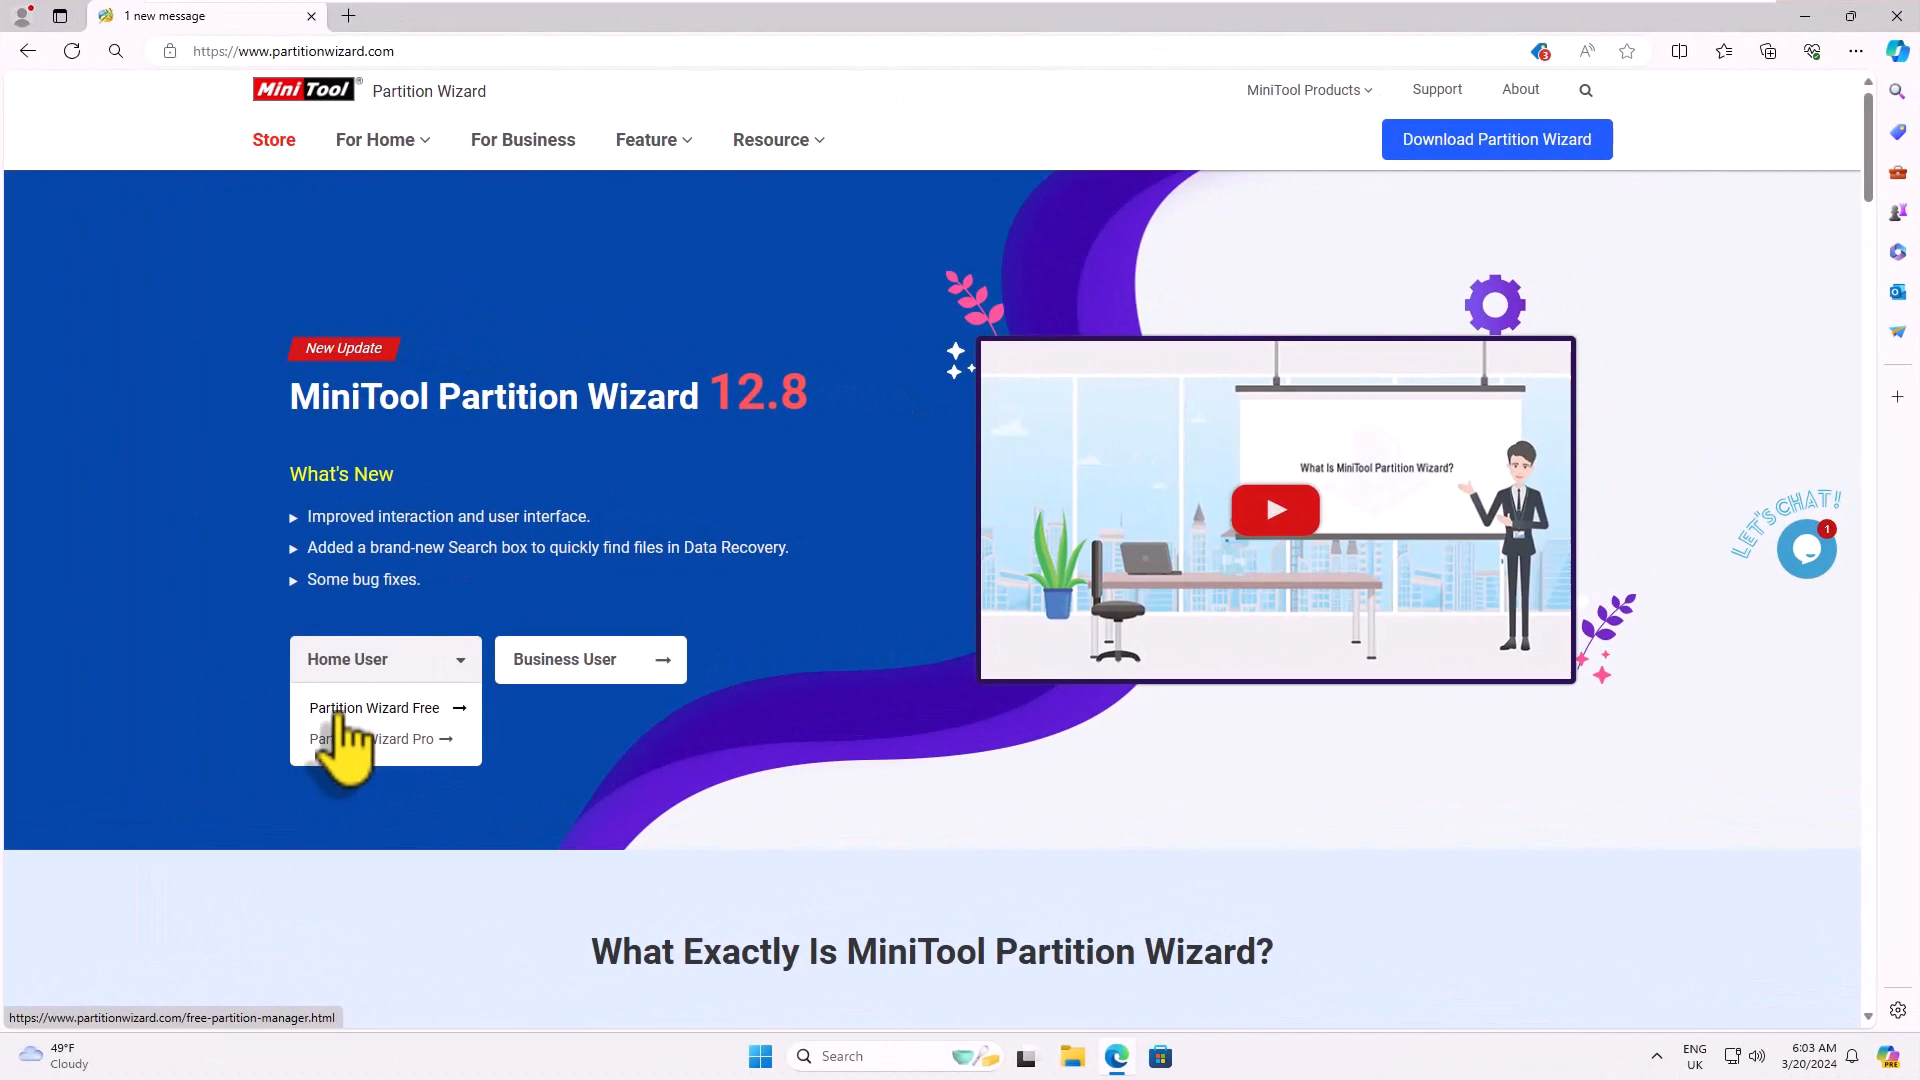 1 new message
https://www.partitionwizard.com
3
Mini Tool® Partition Wizard
MiniTool Products
Support
About
Store
For Home
For Business
Feature
Resource
Download Partition Wizard
New Update
MiniTool Partition Wizard 12.8
What's New
Improved interaction and user interface.
Added a brand-new Search box to quickly find files in Data Recovery.
Some bug fixes.
Home User
Business User
Partition Wizard Free
Wizard Pro
What Is MiniTool Partition Wizard?
LET'S CHAT!
1
What Exactly Is MiniTool Partition Wizard?
https://www.partitionwizard.com/free-partition-manager.html
49°F
Cloudy
Search
ENG
UK
6:03 AM
3/20/2024
PRE